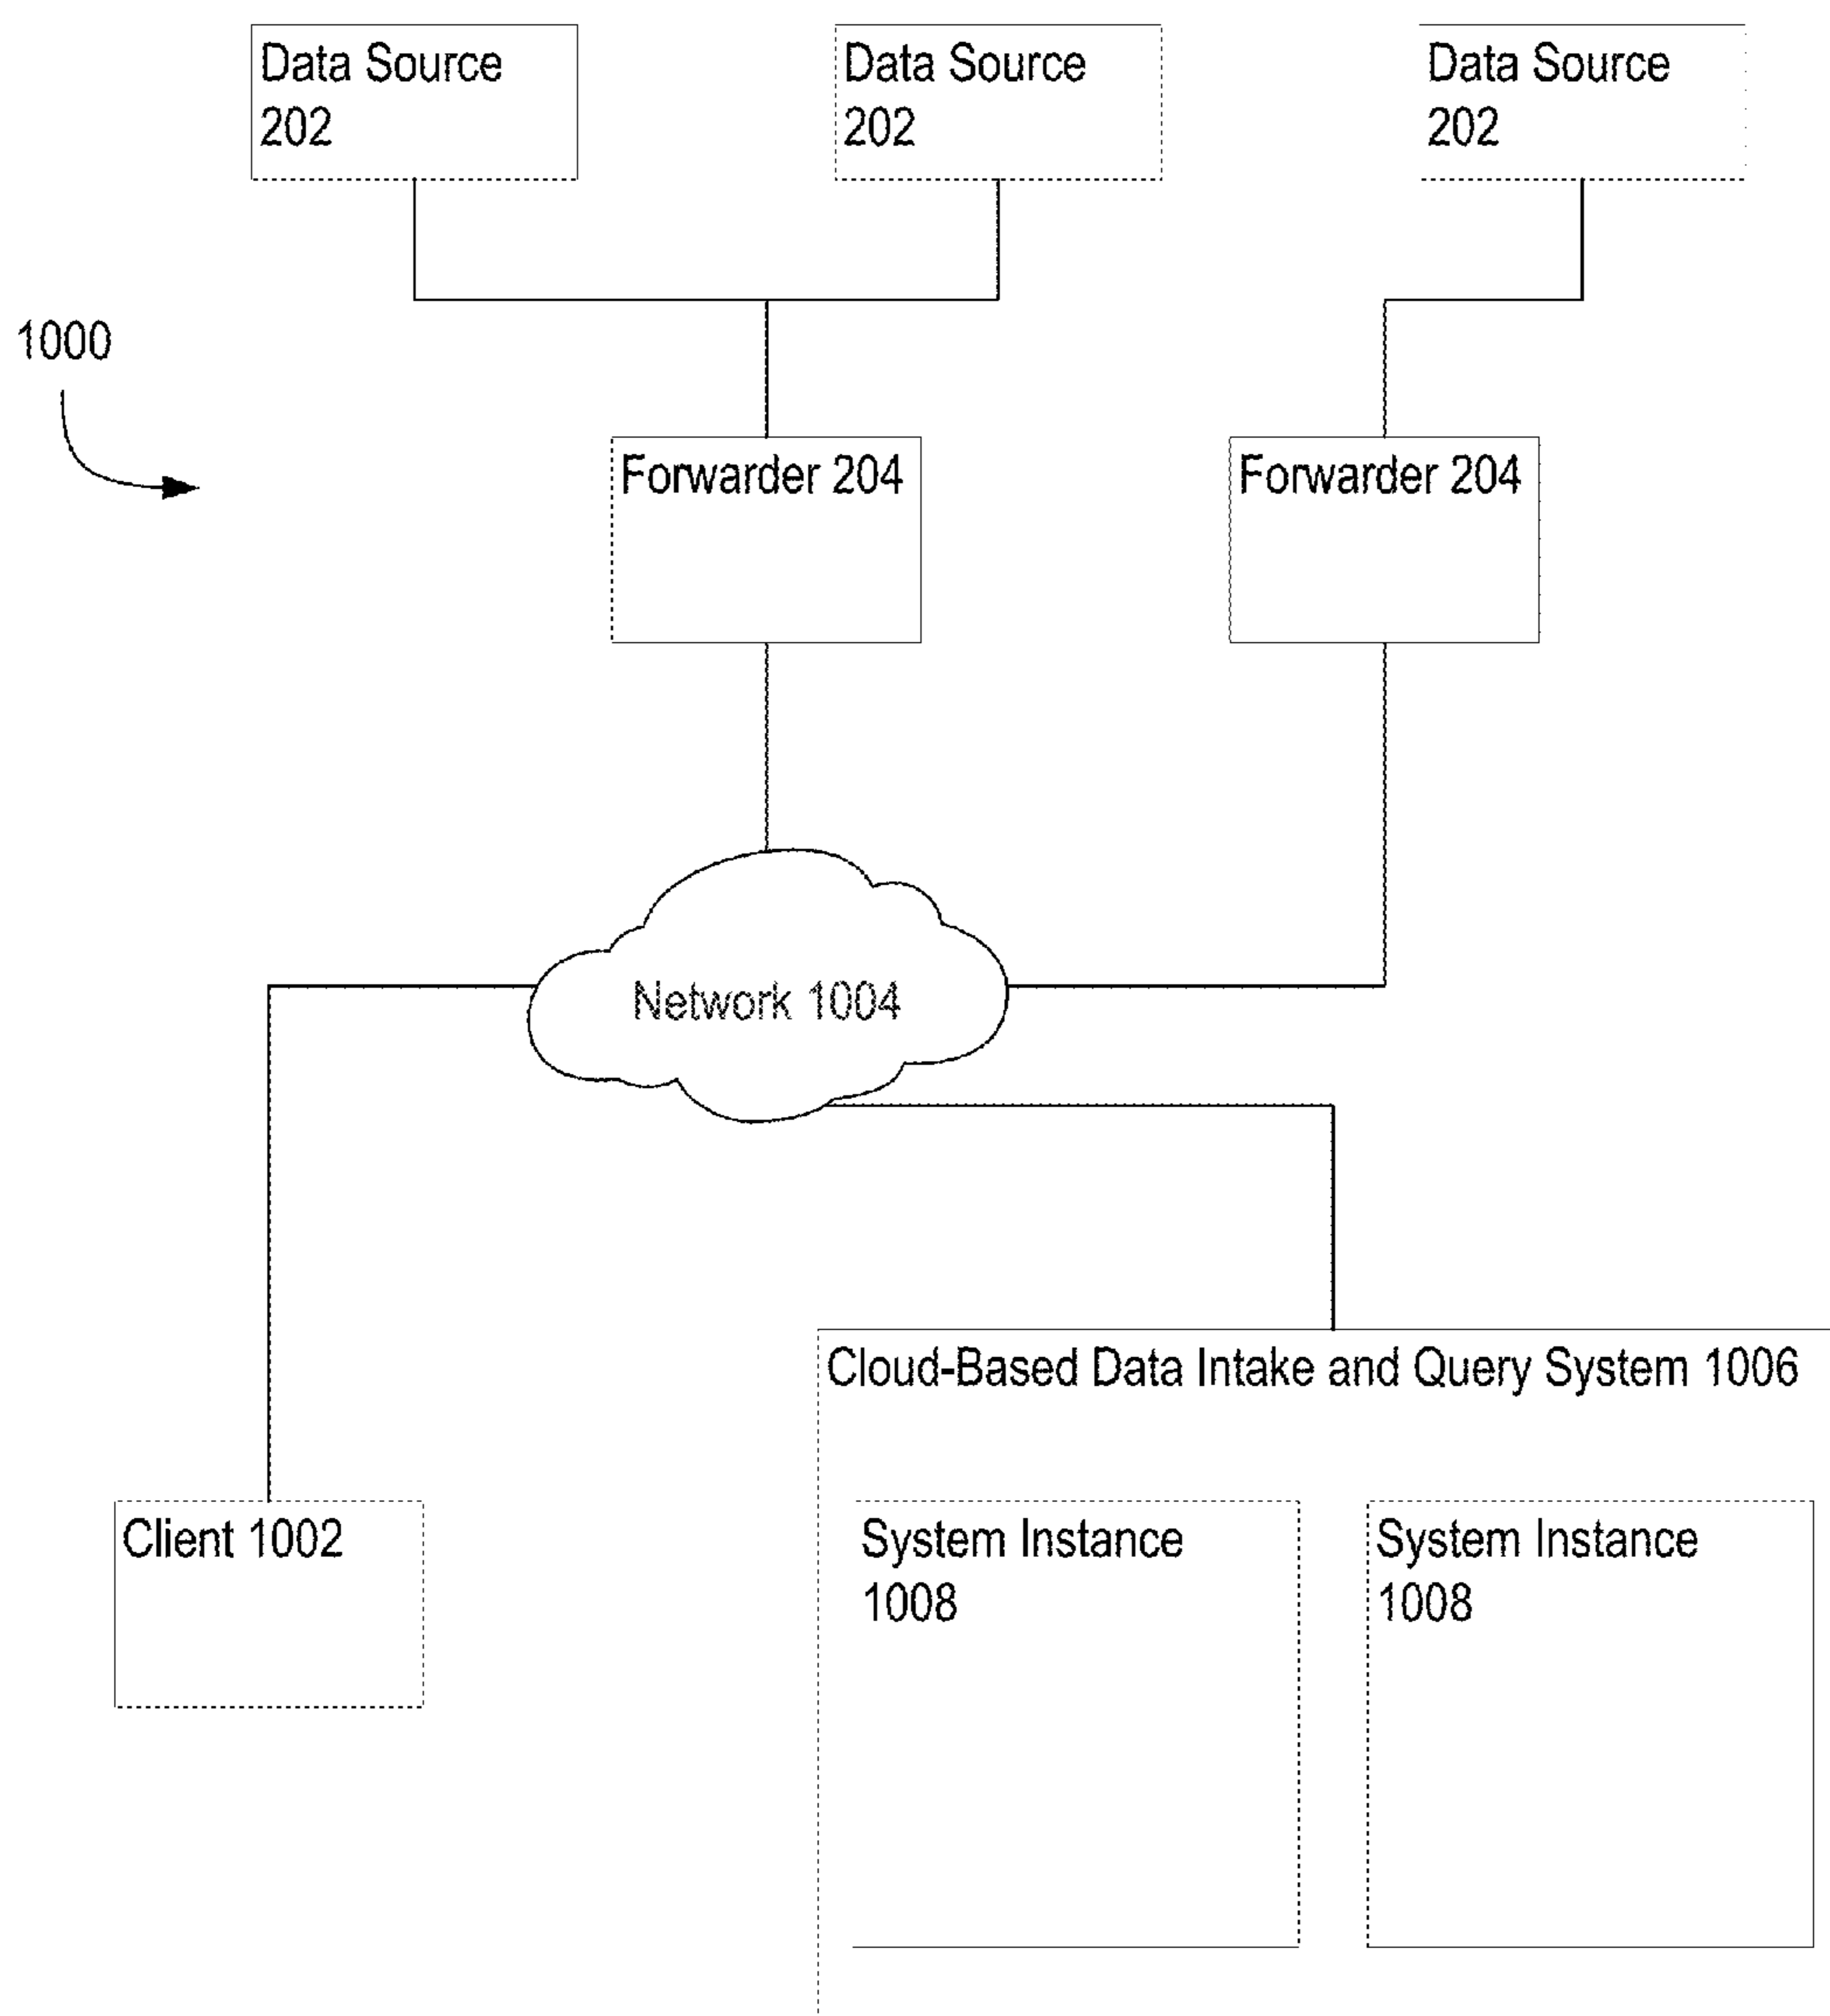 Data Source
202
Data Source
202
Data Source
202
1000
Forwarder 204
Forwarder 204
Network 1004
Cloud-Based Data Intake and Query System 1006
Client 1002
System Instance
1008
System Instance
1008